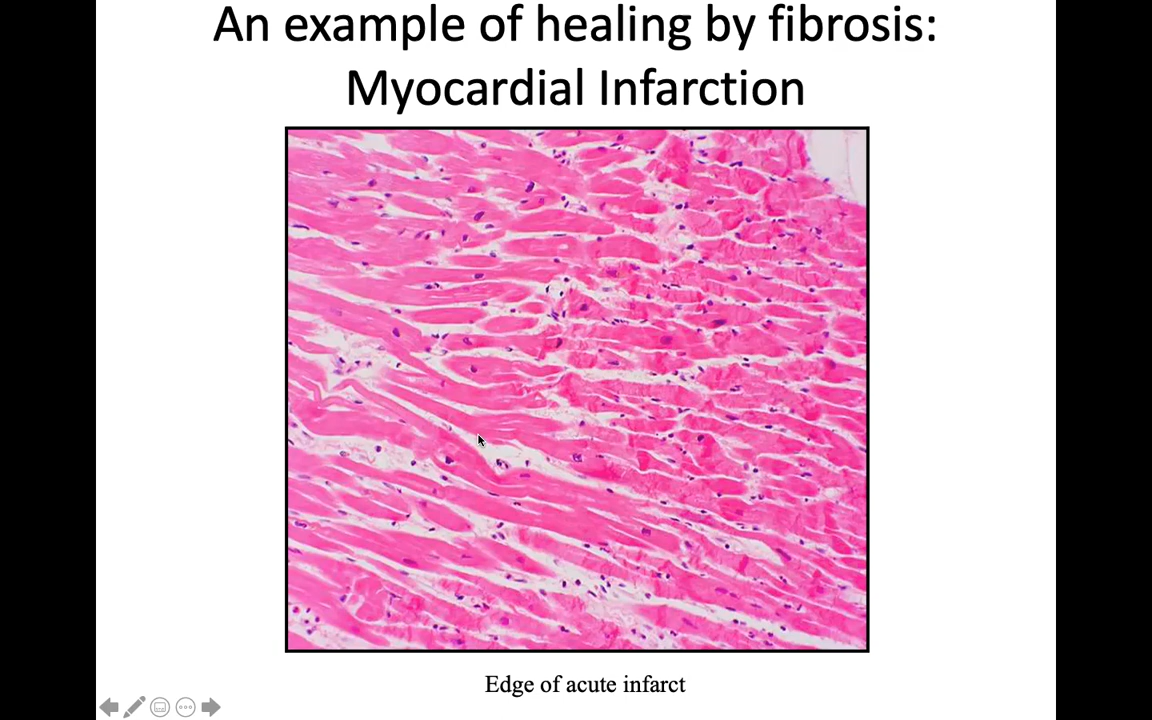 An example of healing by fibrosis:
Myocardial Infarction
Edge of acute infarct